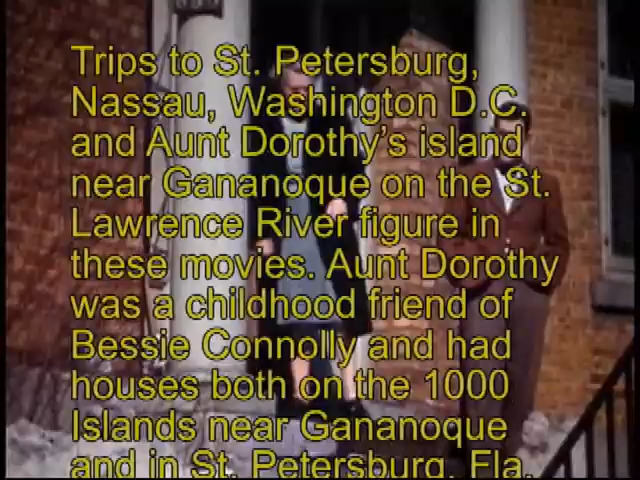 Trips to St. Petersburg,
Nassau, Washington D.C.
and Aunt Dorothy's island
near Gananoque on the St.
Lawrence River figure in
these movies. Aunt Dorothy
was a childhood friend of
Bessie Connolly and had
houses both on the 1000
Islands near Gananoque
and in St. Petersburg, Fla.